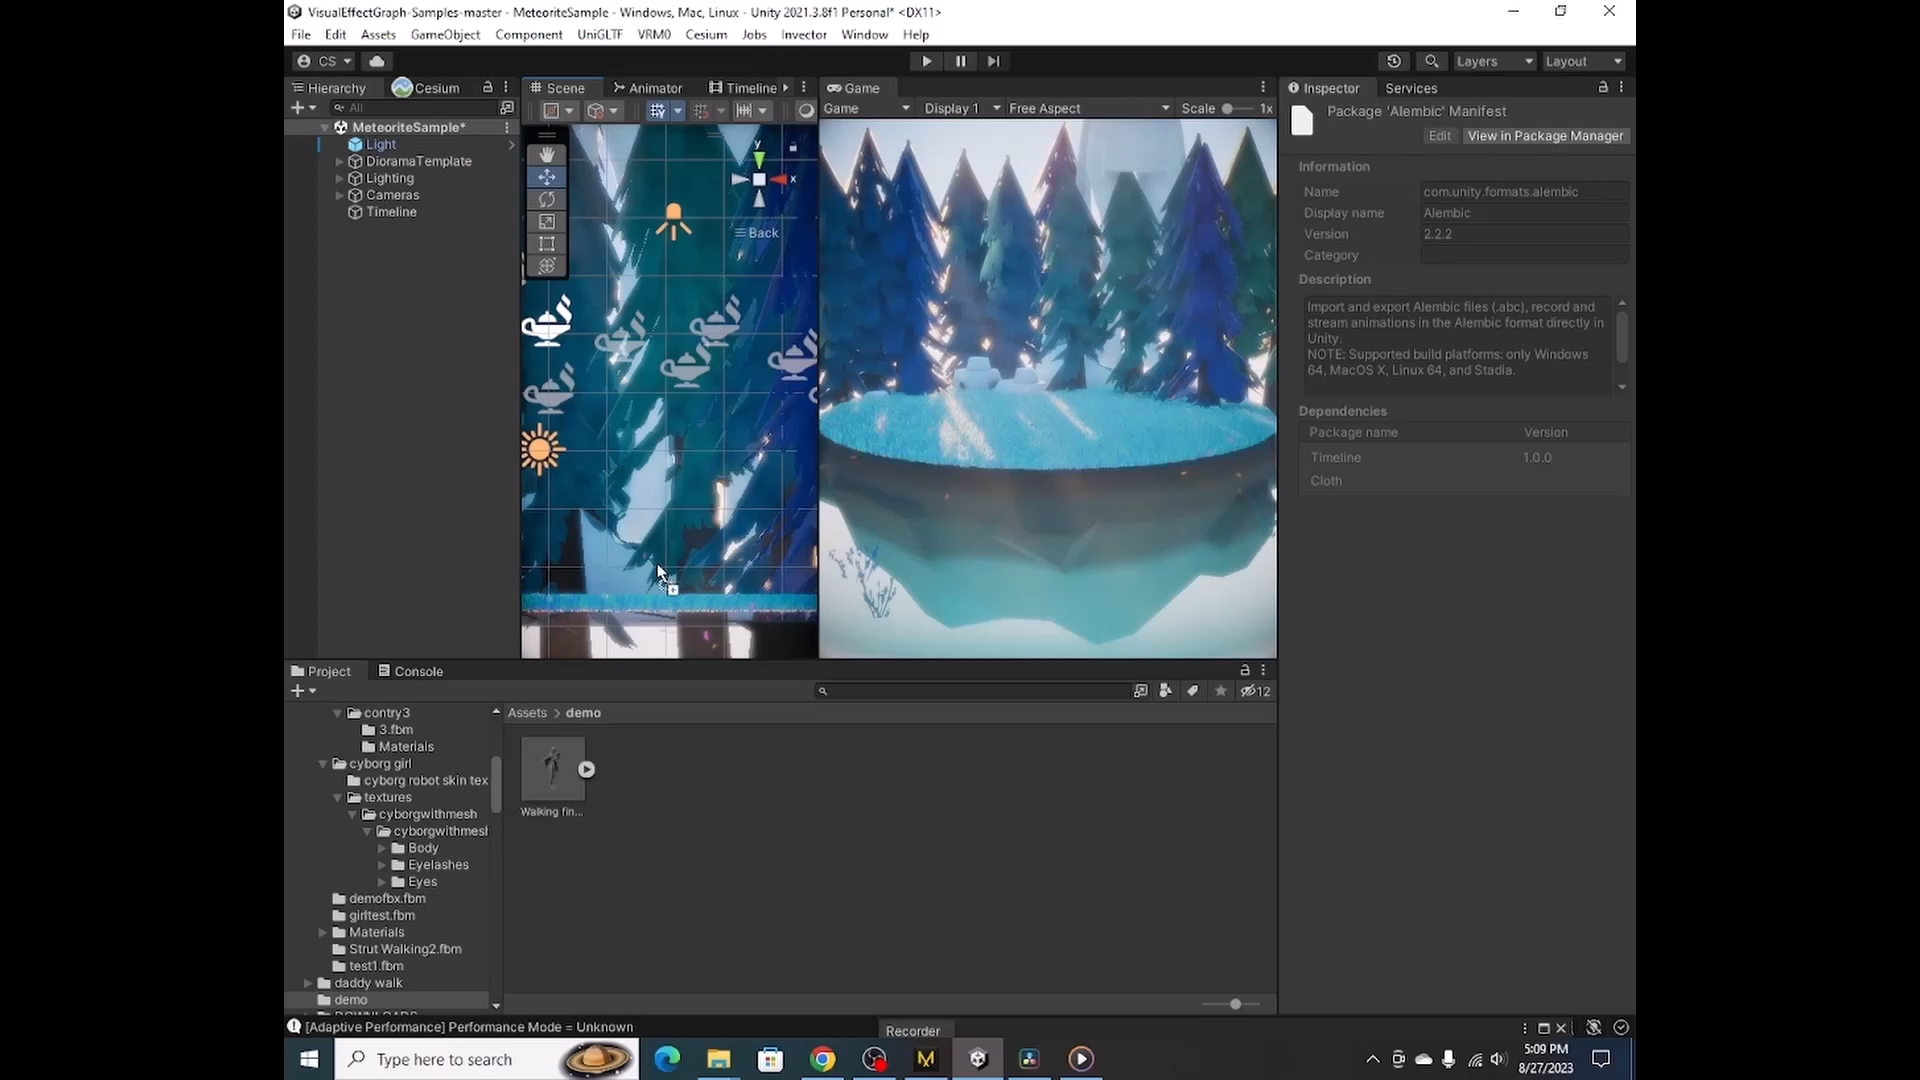 VisualEffectGraph-Samples-master - MeteoriteSample - Windows, Mac, Linux - Unity 2021.3.8f1 Personal* <DX11>
File Edit Assets GameObject Component UniGLTF VRM0 Cesium Jobs Invector Window Help
CS Layers Layout
Hierarchy Cesium Scene Animator Timeline Game Inspector Services
All Game Display 1 Free Aspect Scale 1x
Package 'Alembic' Manifest
Edit View in Package Manager
MeteoriteSample*
Light
DioramaTemplate
Lighting
Cameras
Timeline
y
x
Back
Information
Name com.unity.formats.alembic
Display name Alembic
Version 2.2.2
Category
Description
Import and export Alembic files (.abc), record and
stream animations in the Alembic format directly in
Unity.
NOTE: Supported build platforms: only Windows
64, MacOS X, Linux 64, and Stadia.
Dependencies
Package name Version
Timeline 1.0.0
Cloth
Project Console
12
contry3
3.fbm
Materials
cyborg girl
cyborg robot skin tex
textures
cyborgwithmesh
cyborgwithmesl
Body
Eyelashes
Eyes
demofbx.fbm
girltest.fbm
Materials
Strut Walking2.fbm
test1.fbm
daddy walk
demo
Assets > demo
Walking fin...
[Adaptive Performance] Performance Mode = Unknown
Recorder
Type here to search
5:09 PM
8/27/2023